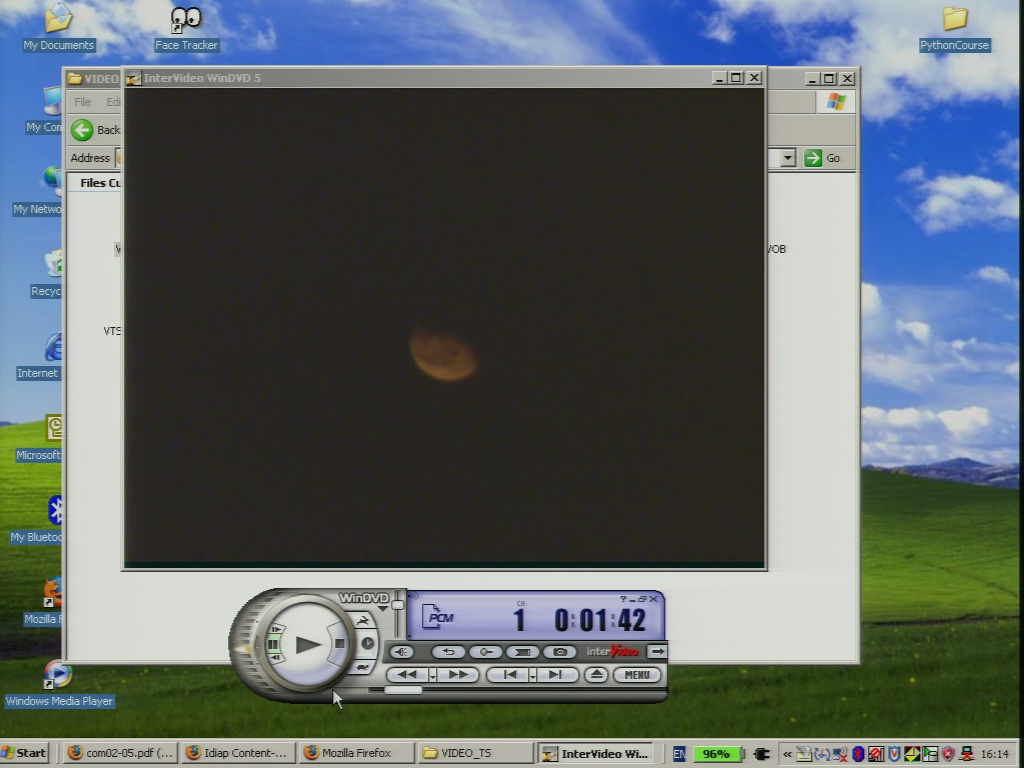 My Documents
Face Tracker
PythonCourse
VIDEO
InterVideo WinDVD 5
File
Edi
My Con
Back
Address
Go
Files Cu
My Netwo
VOB
Recyc
VTS
Internet
Microsoft
My Bluetoo
Mozilla F
WinDVD
PCM
CH
1
0:01:42
interVideo
MENU
Windows Media Player
Start
com02-05.pdf (...
Idiap Content-...
Mozilla Firefox
VIDEO_TS
InterVideo Wi...
EN
96%
16:14